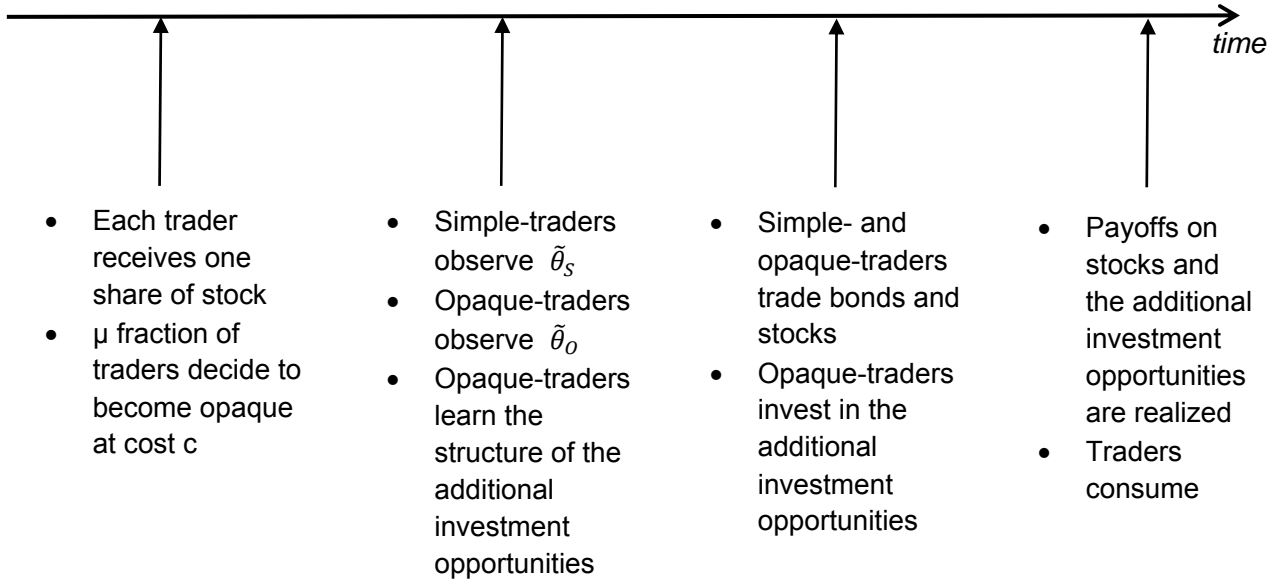 time
• Each trader
receives one
share of stock
• μ fraction of
traders decide to
become opaque
at cost c
• Simple-traders
observe θ̃_S
• Opaque-traders
observe θ̃_O
• Opaque-traders
learn the
structure of the
additional
investment
opportunities
• Simple- and
opaque-traders
trade bonds and
stocks
• Opaque-traders
invest in the
additional
investment
opportunities
• Payoffs on
stocks and
the additional
investment
opportunities
are realized
• Traders
consume